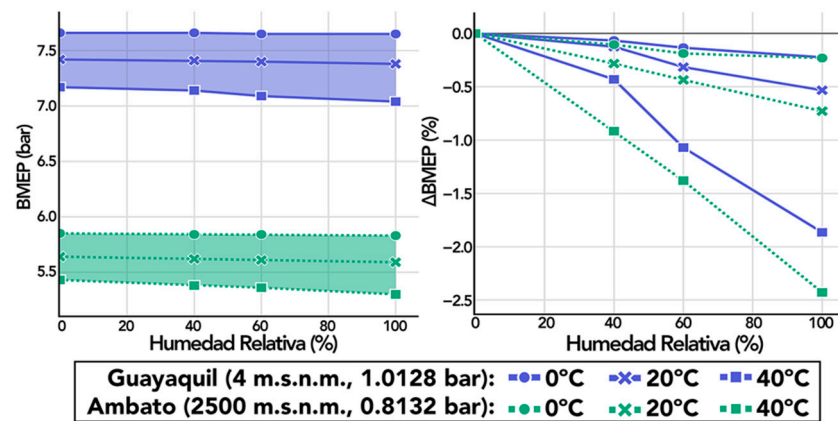 BMEP (bar)
7.5
7.0
6.5
6.0
5.5
0 20 40 60 80 100
Humedad Relativa (%)
ΔBMEP (%)
0.0
−0.5
−1.0
−1.5
−2.0
−2.5
0 20 40 60 80 100
Humedad Relativa (%)
Guayaquil (4 m.s.n.m., 1.0128 bar): 0°C 20°C 40°C
Ambato (2500 m.s.n.m., 0.8132 bar): 0°C 20°C 40°C